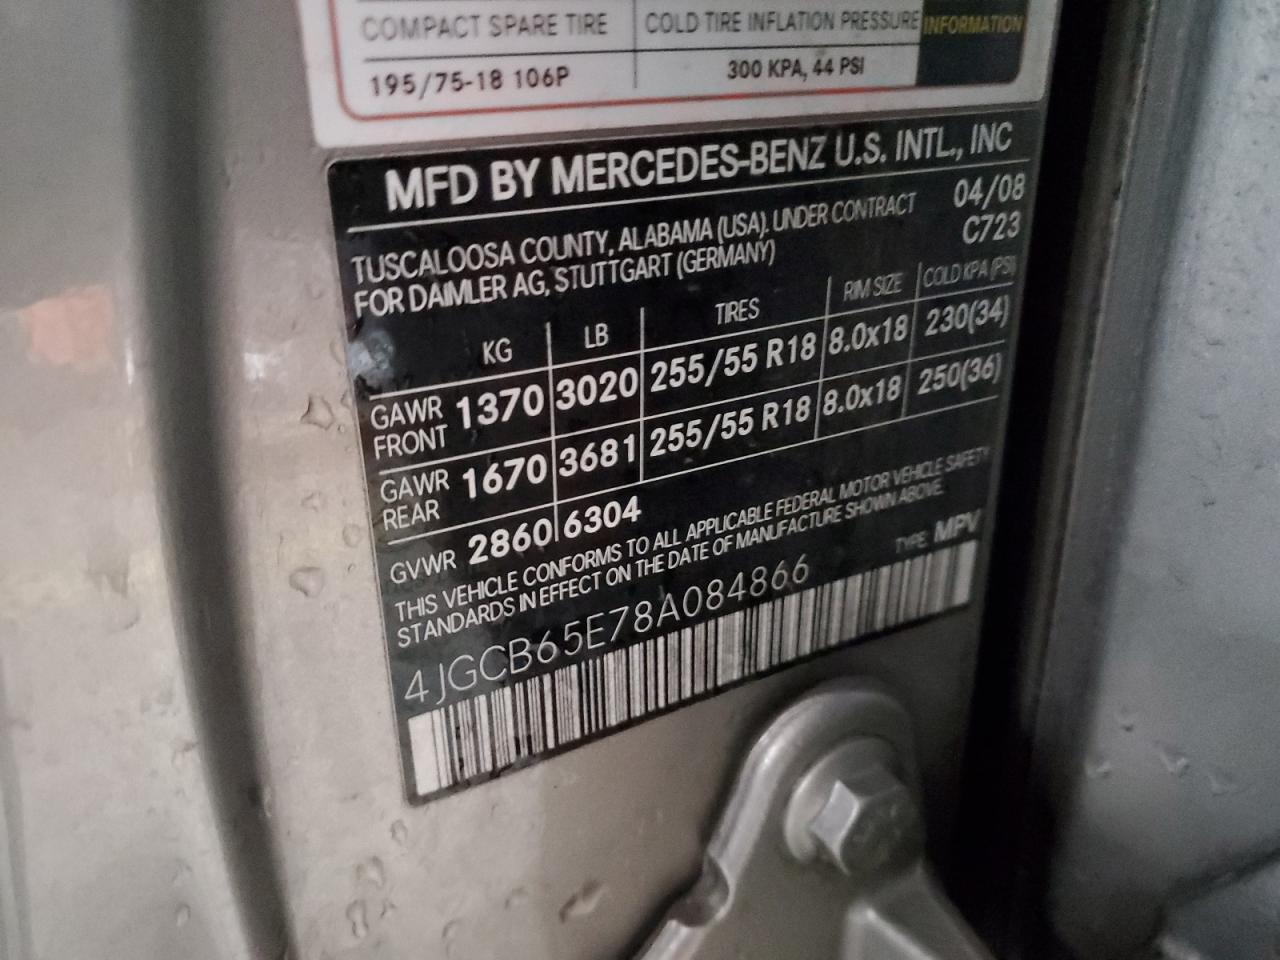 COMPACT SPARE TIRE COLD TIRE INFLATION PRESSURE INFORMATION
195/75-18 106P 300 KPA, 44 PSI
MFD BY MERCEDES-BENZ U.S. INTL., INC
TUSCALOOSA COUNTY, ALABAMA (USA). UNDER CONTRACT 04/08
FOR DAIMLER AG, STUTTGART (GERMANY) C723
KG LB TIRES RIM SIZE COLD KPA (PSI)
GAWR FRONT 1370 3020 255/55 R18 8.0x18 230(34)
GAWR REAR 1670 3681 255/55 R18 8.0x18 250(36)
GVWR 2860 6304
THIS VEHICLE CONFORMS TO ALL APPLICABLE FEDERAL MOTOR VEHICLE SAFETY
STANDARDS IN EFFECT ON THE DATE OF MANUFACTURE SHOWN ABOVE.
4JGCB65E78A084866 TYPE: MPV